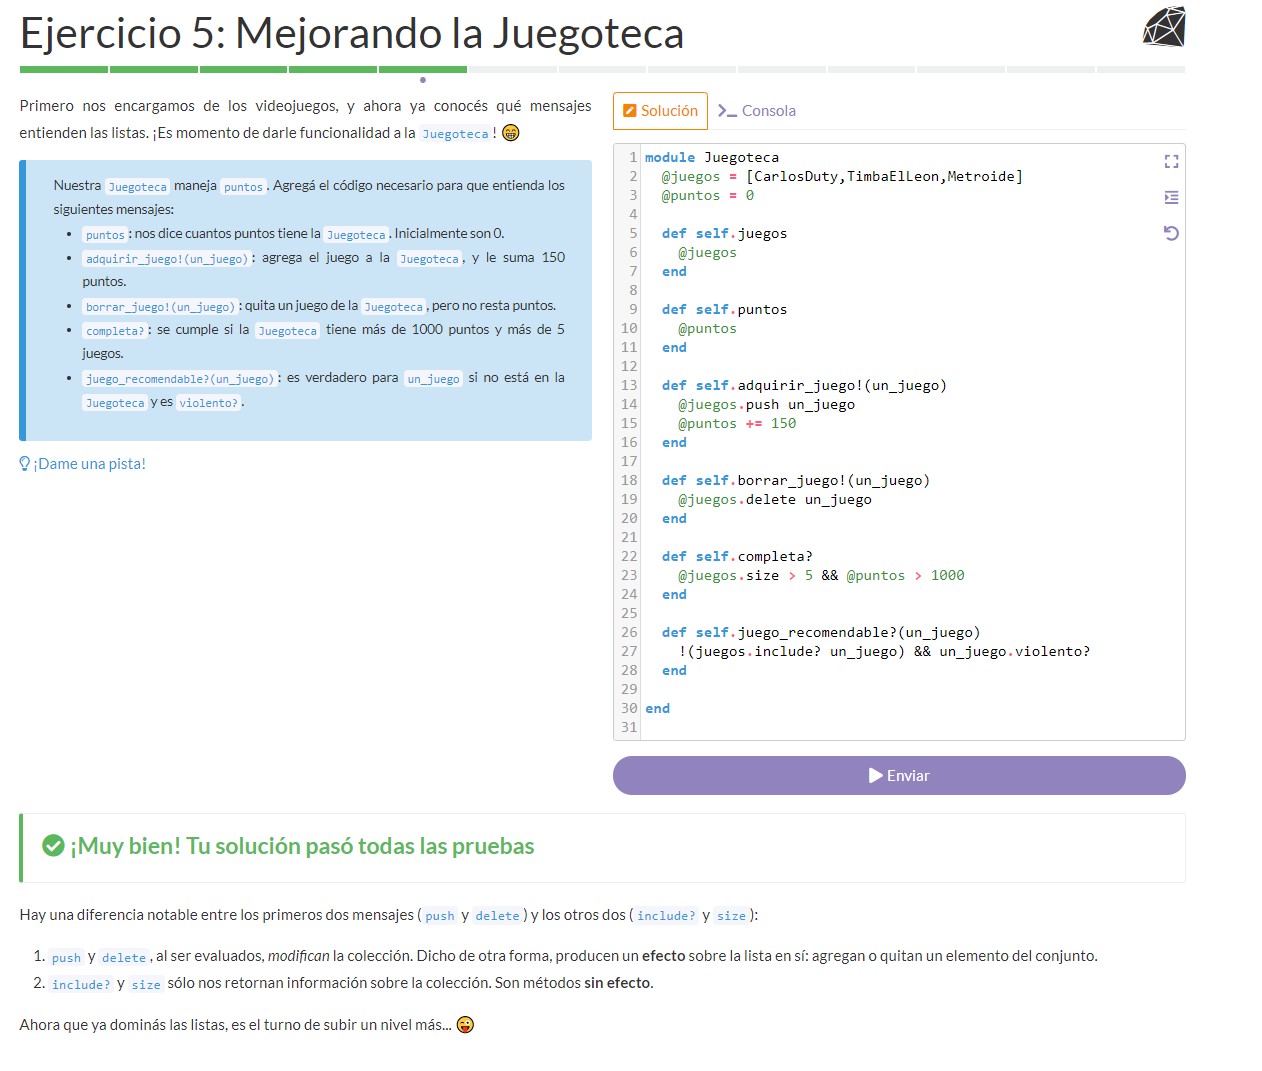 Ejercicio 5: Mejorando la Juegoteca
Primero nos encargamos de los videojuegos, y ahora ya conocés qué mensajes
entienden las listas. ¡Es momento de darle funcionalidad a la Juegoteca! 😁
Nuestra Juegoteca maneja puntos. Agregá el código necesario para que entienda los
siguientes mensajes:
• puntos: nos dice cuantos puntos tiene la Juegoteca. Inicialmente son 0.
• adquirir_juego!(un_juego): agrega el juego a la Juegoteca, y le suma 150
puntos.
• borrar_juego!(un_juego): quita un juego de la Juegoteca, pero no resta puntos.
• completa?: se cumple si la Juegoteca tiene más de 1000 puntos y más de 5
juegos.
• juego_recomendable?(un_juego): es verdadero para un_juego si no está en la
Juegoteca y es violento?.
¡Dame una pista!
Solución
Consola
1 module Juegoteca
2   @juegos = [CarlosDuty,TimbaElLeon,Metroide]
3   @puntos = 0
4
5   def self.juegos
6     @juegos
7   end
8
9   def self.puntos
10     @puntos
11   end
12
13   def self.adquirir_juego!(un_juego)
14     @juegos.push un_juego
15     @puntos += 150
16   end
17
18   def self.borrar_juego!(un_juego)
19     @juegos.delete un_juego
20   end
21
22   def self.completa?
23     @juegos.size > 5 && @puntos > 1000
24   end
25
26   def self.juego_recomendable?(un_juego)
27     !(juegos.include? un_juego) && un_juego.violento?
28   end
29
30 end
31
Enviar
¡Muy bien! Tu solución pasó todas las pruebas
Hay una diferencia notable entre los primeros dos mensajes (push y delete) y los otros dos (include? y size):
1. push y delete, al ser evaluados, modifican la colección. Dicho de otra forma, producen un efecto sobre la lista en sí: agregan o quitan un elemento del conjunto.
2. include? y size sólo nos retornan información sobre la colección. Son métodos sin efecto.
Ahora que ya dominás las listas, es el turno de subir un nivel más... 😜